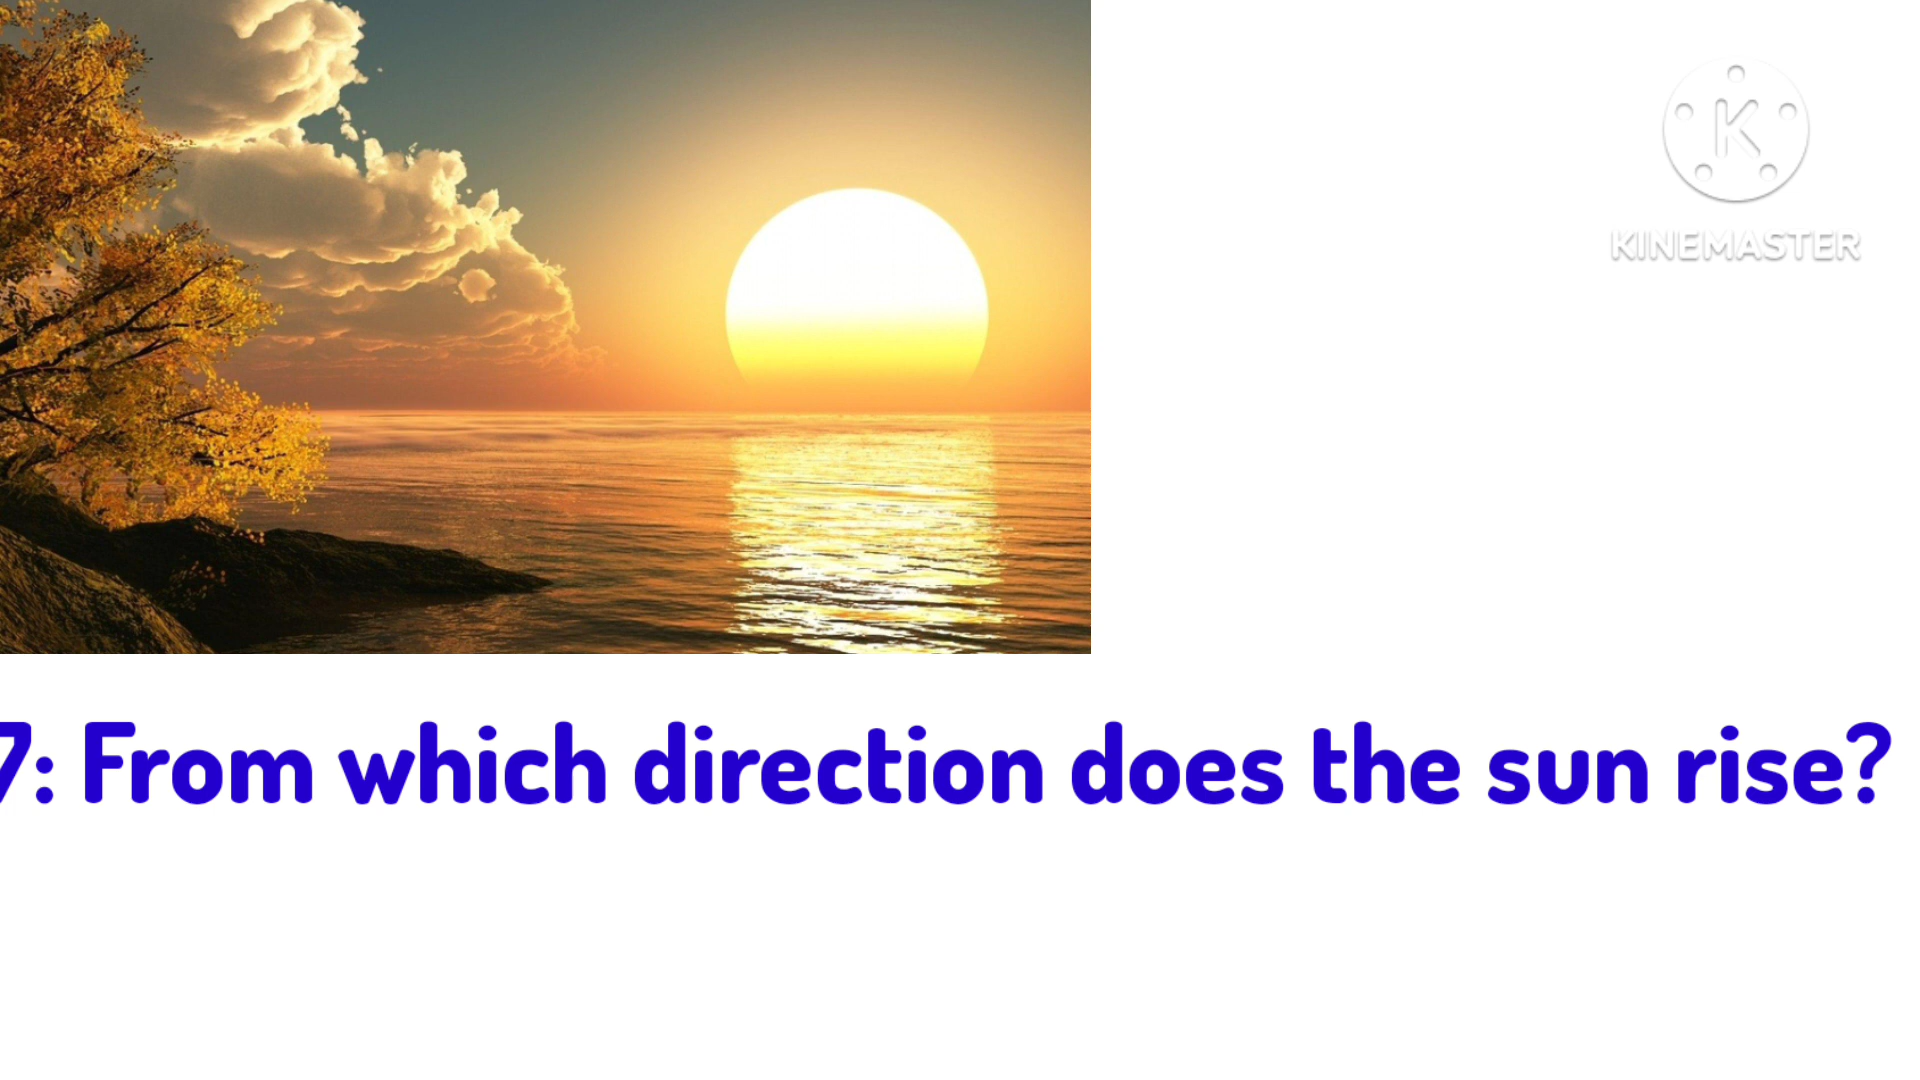 KINEMASTER
7: From which direction does the sun rise?